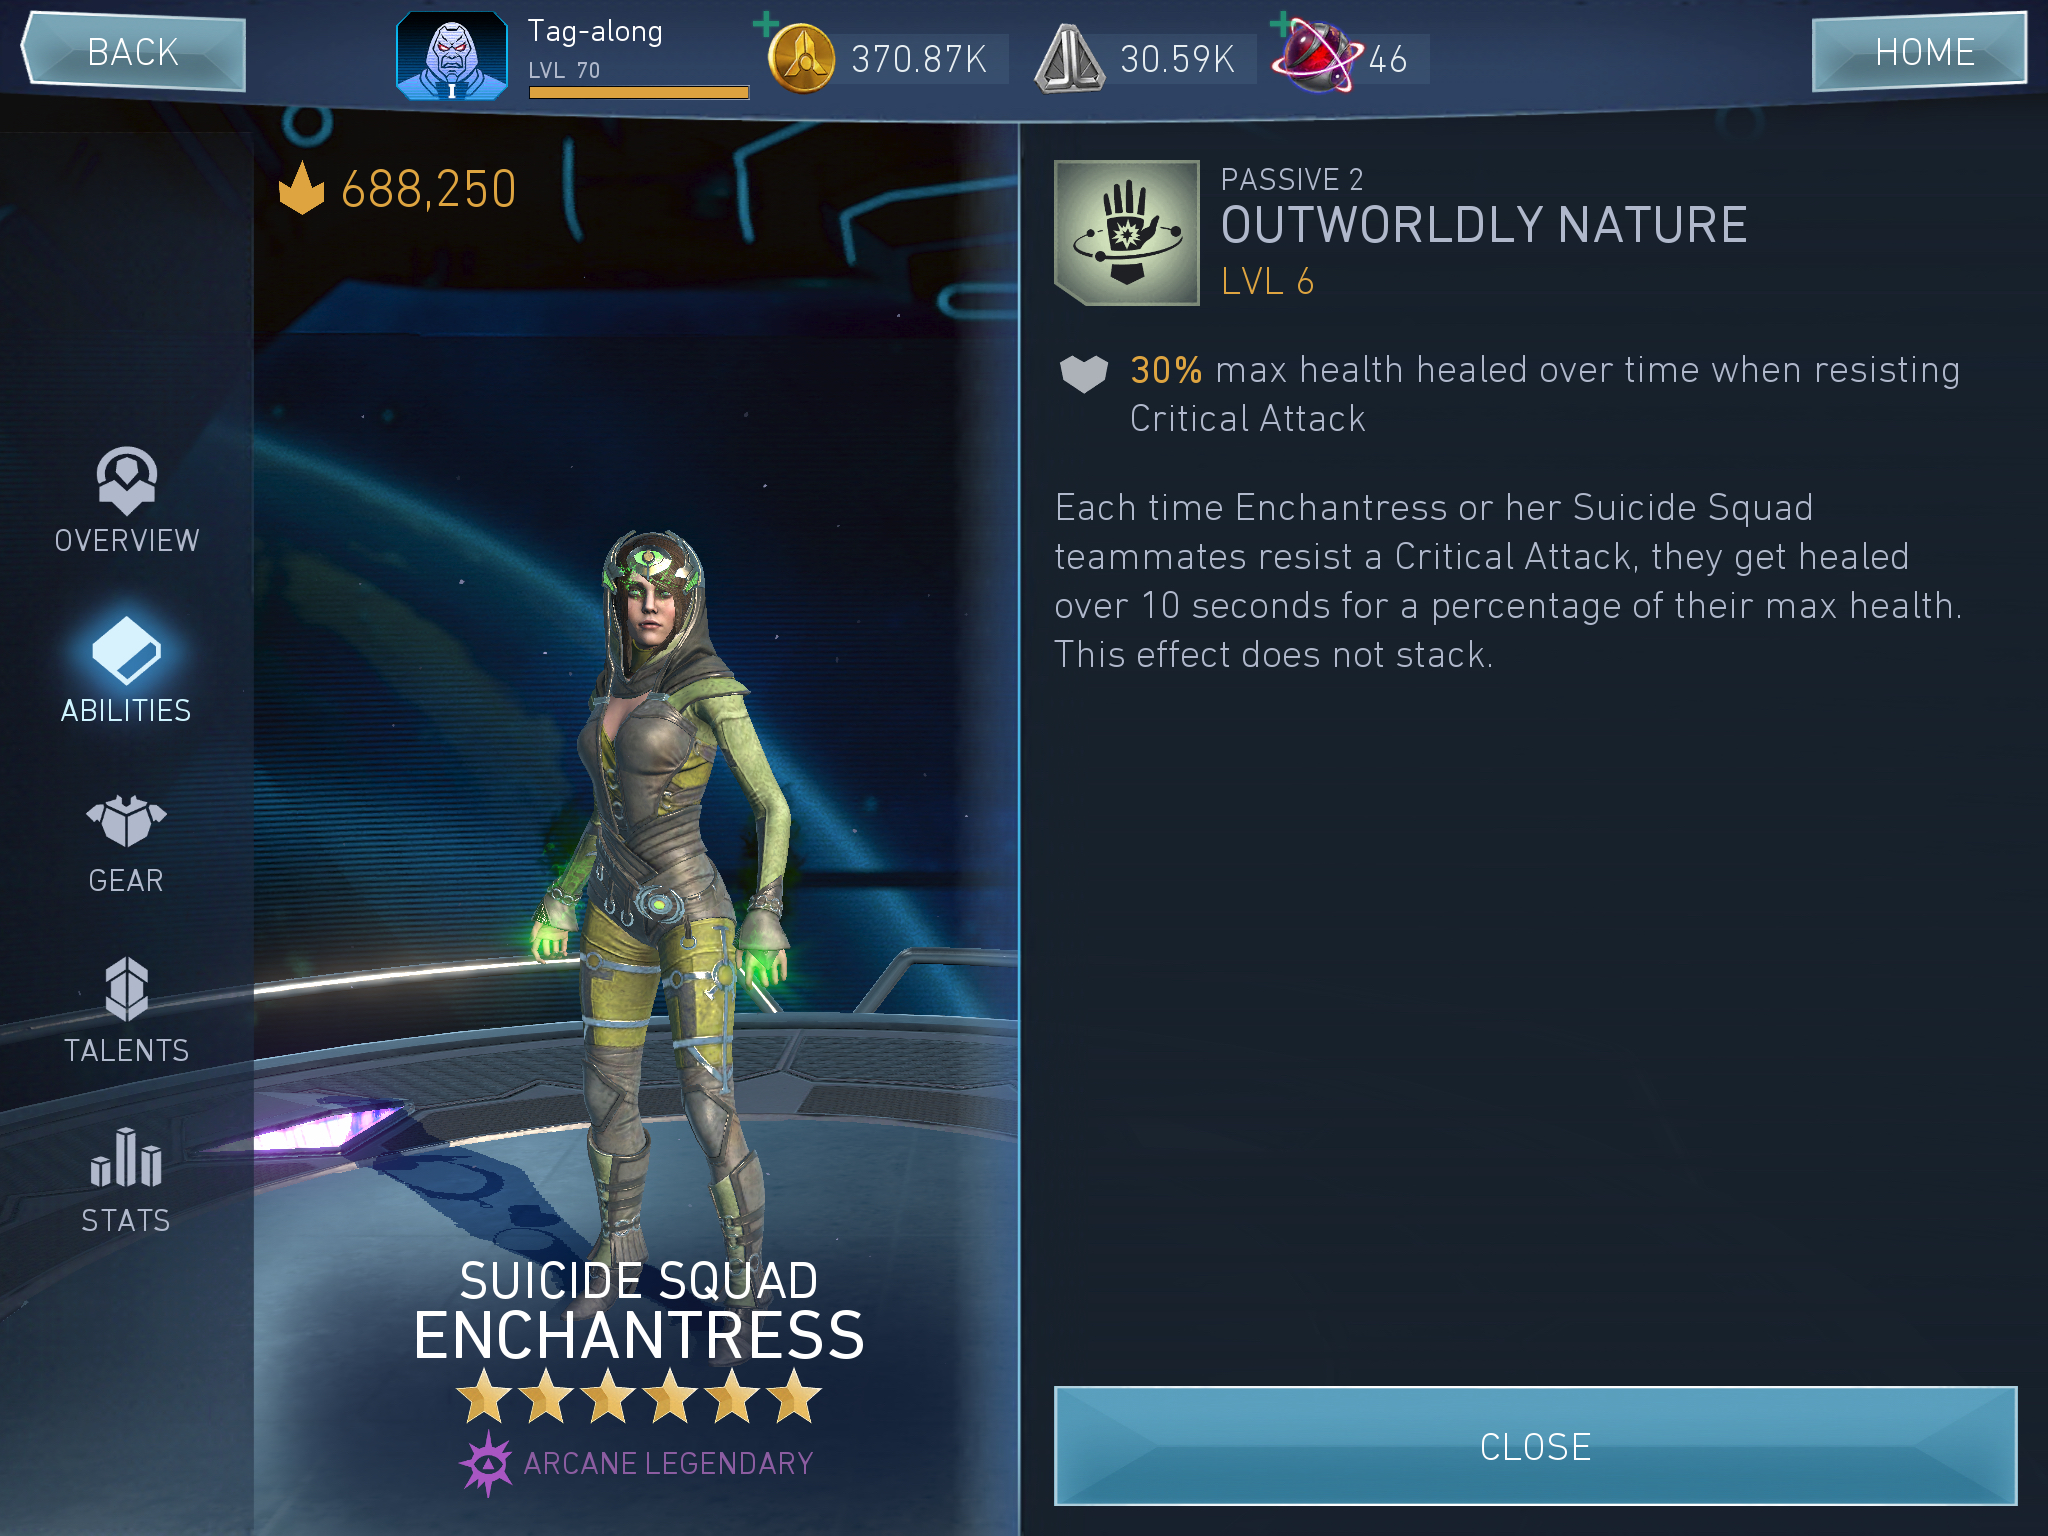 BACK
Tag-along
LVL 70
I
370.87K
30.59K
46
HOME
688,250
OVERVIEW
ABILITIES
GEAR
TALENTS
STATS
SUICIDE SQUAD
ENCHANTRESS
ARCANE LEGENDARY
PASSIVE 2
OUTWORLDLY NATURE
LVL 6
30% max health healed over time when resisting
Critical Attack
Each time Enchantress or her Suicide Squad
teammates resist a Critical Attack, they get healed
over 10 seconds for a percentage of their max health.
This effect does not stack.
CLOSE